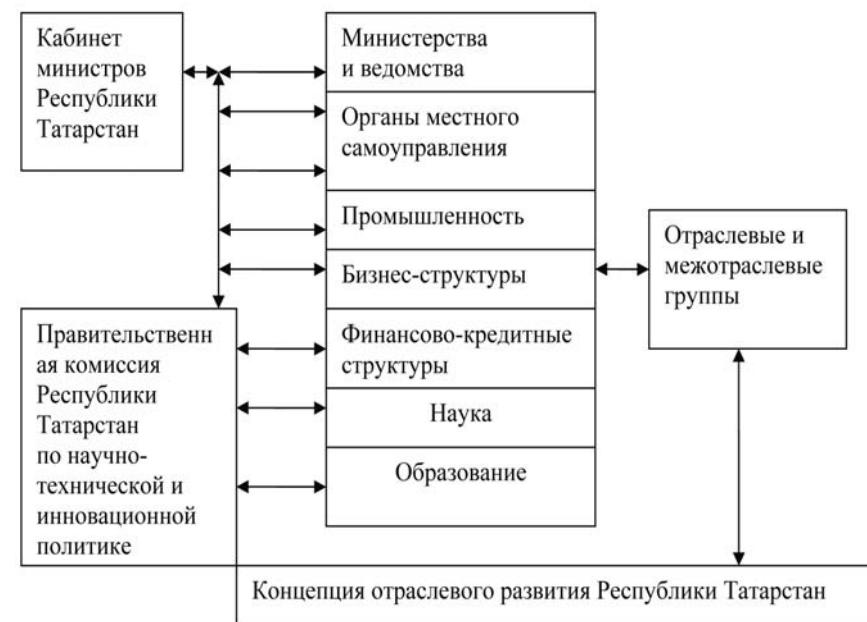 Кабинет
министров
Республики
Татарстан
Министерства
и ведомства
Органы местного
самоуправления
Промышленность
Бизнес-структуры
Финансово-кредитные
структуры
Наука
Образование
Отраслевые и
межотраслевые
группы
Правительственн
ая комиссия
Республики
Татарстан
по научно-
технической и
инновационной
политике
Концепция отраслевого развития Республики Татарстан